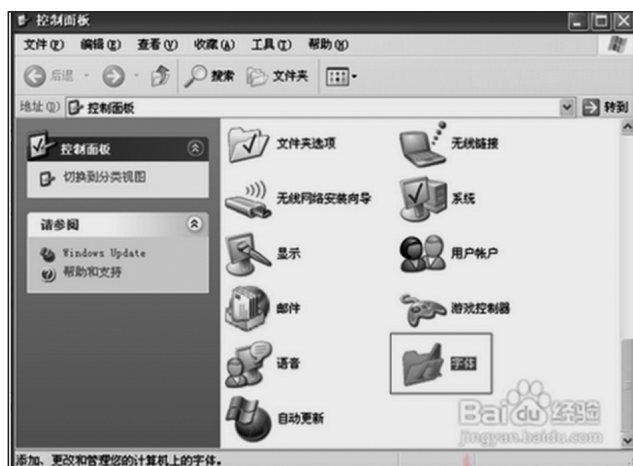 控制面板
文件(F) 编辑(E) 查看(V) 收藏(A) 工具(T) 帮助(H)
后退 搜索 文件夹
地址(D) 控制面板 转到
控制面板
切换到分类视图
请参阅
Windows Update
帮助和支持
文件夹选项 无线链接
无线网络安装向导 系统
显示 用户帐户
邮件 游戏控制器
语音 字体
自动更新
Baidu 经验
jingyan.baidu.com
添加、更改和管理您的计算机上的字体。